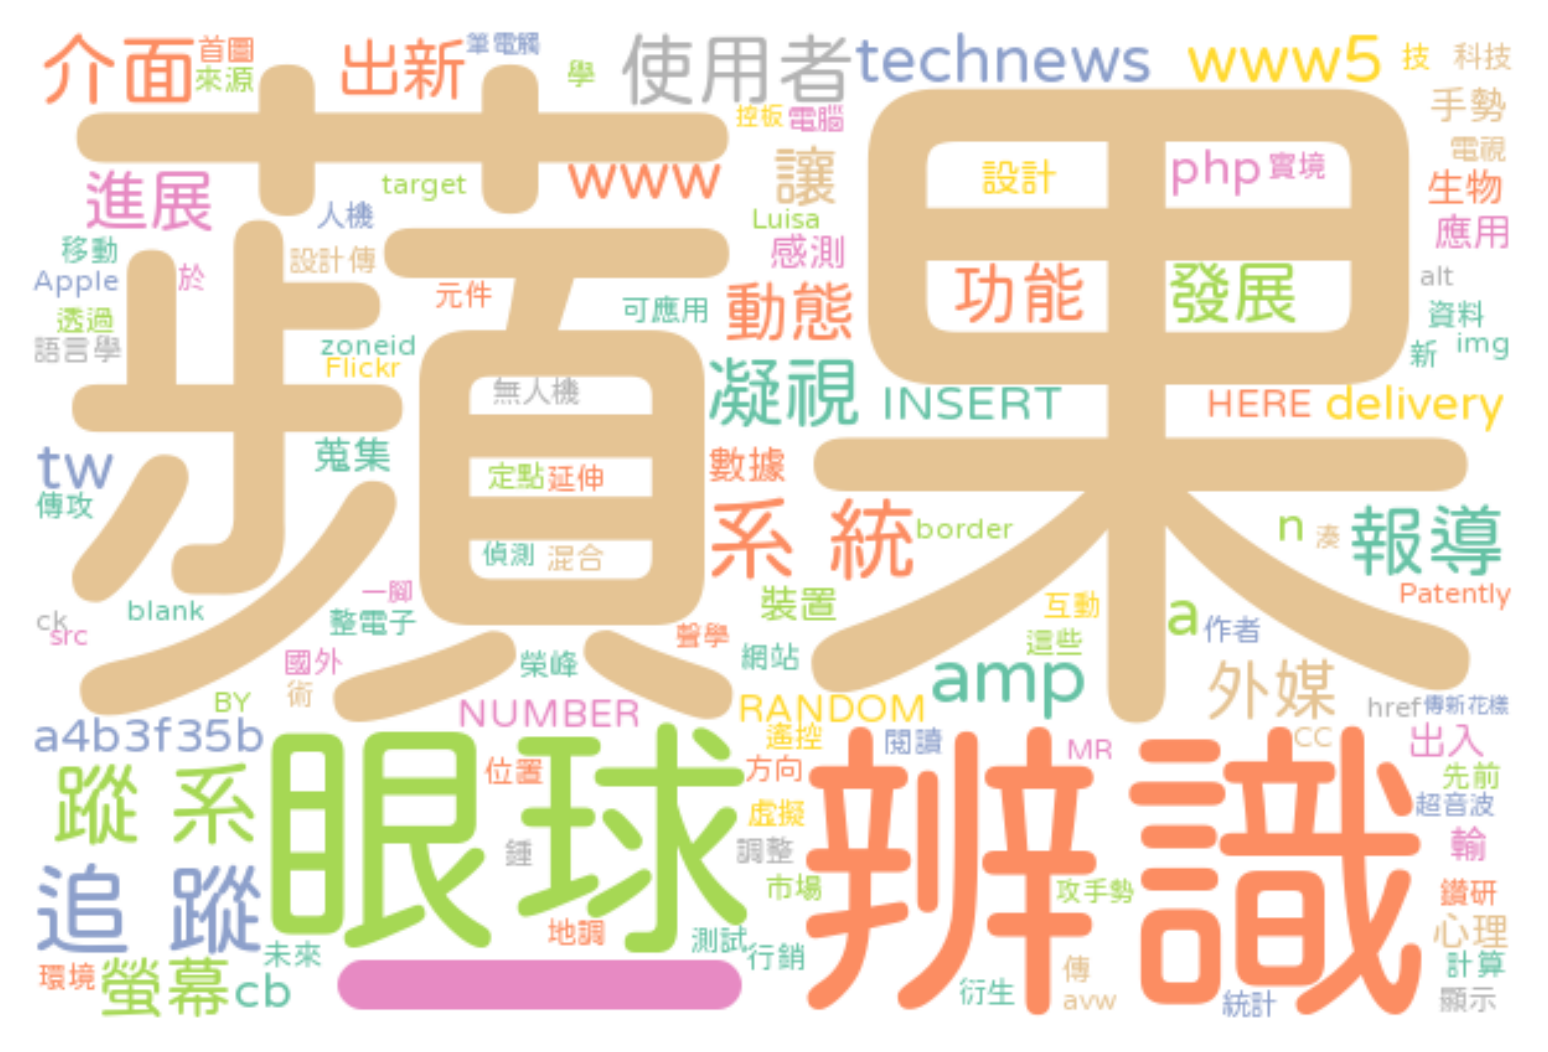 介面
首圖
來源
出新
筆電觸
學
使用者
technews
www5
技
科技
蘋果
控板
電腦
手勢
電視
進展
target
www
讓
設計
php
實境
生物
人機
Luisa
應用
移動
設計傳
感測
Apple
於
元件
可應用
動態
功能
發展
alt
透過
資料
語言學
zoneid
新
img
Flickr
無人機
凝視
INSERT
HERE
delivery
tw
蒐集
定點
延伸
數據
傳攻
系 統
border
n
湊
報導
偵測
混合
一腳
裝置
互動
a
Patently
ck
src
blank
整電子
聲學
這些
作者
國外
榮峰
網站
amp
外媒
術
BY
NUMBER
RANDOM
href
傳新花樣
a4b3f35b
眼球
遙控
閱讀
辨識
MR
CC
出入
蹤 系
位置
方向
先前
虛擬
超音波
鍾
調整
輸
追 蹤
市場
攻手勢
鑽研
地調
測試
心理
環境
螢幕
未來
行銷
計算
cb
衍生
傳
avw
統計
顯示